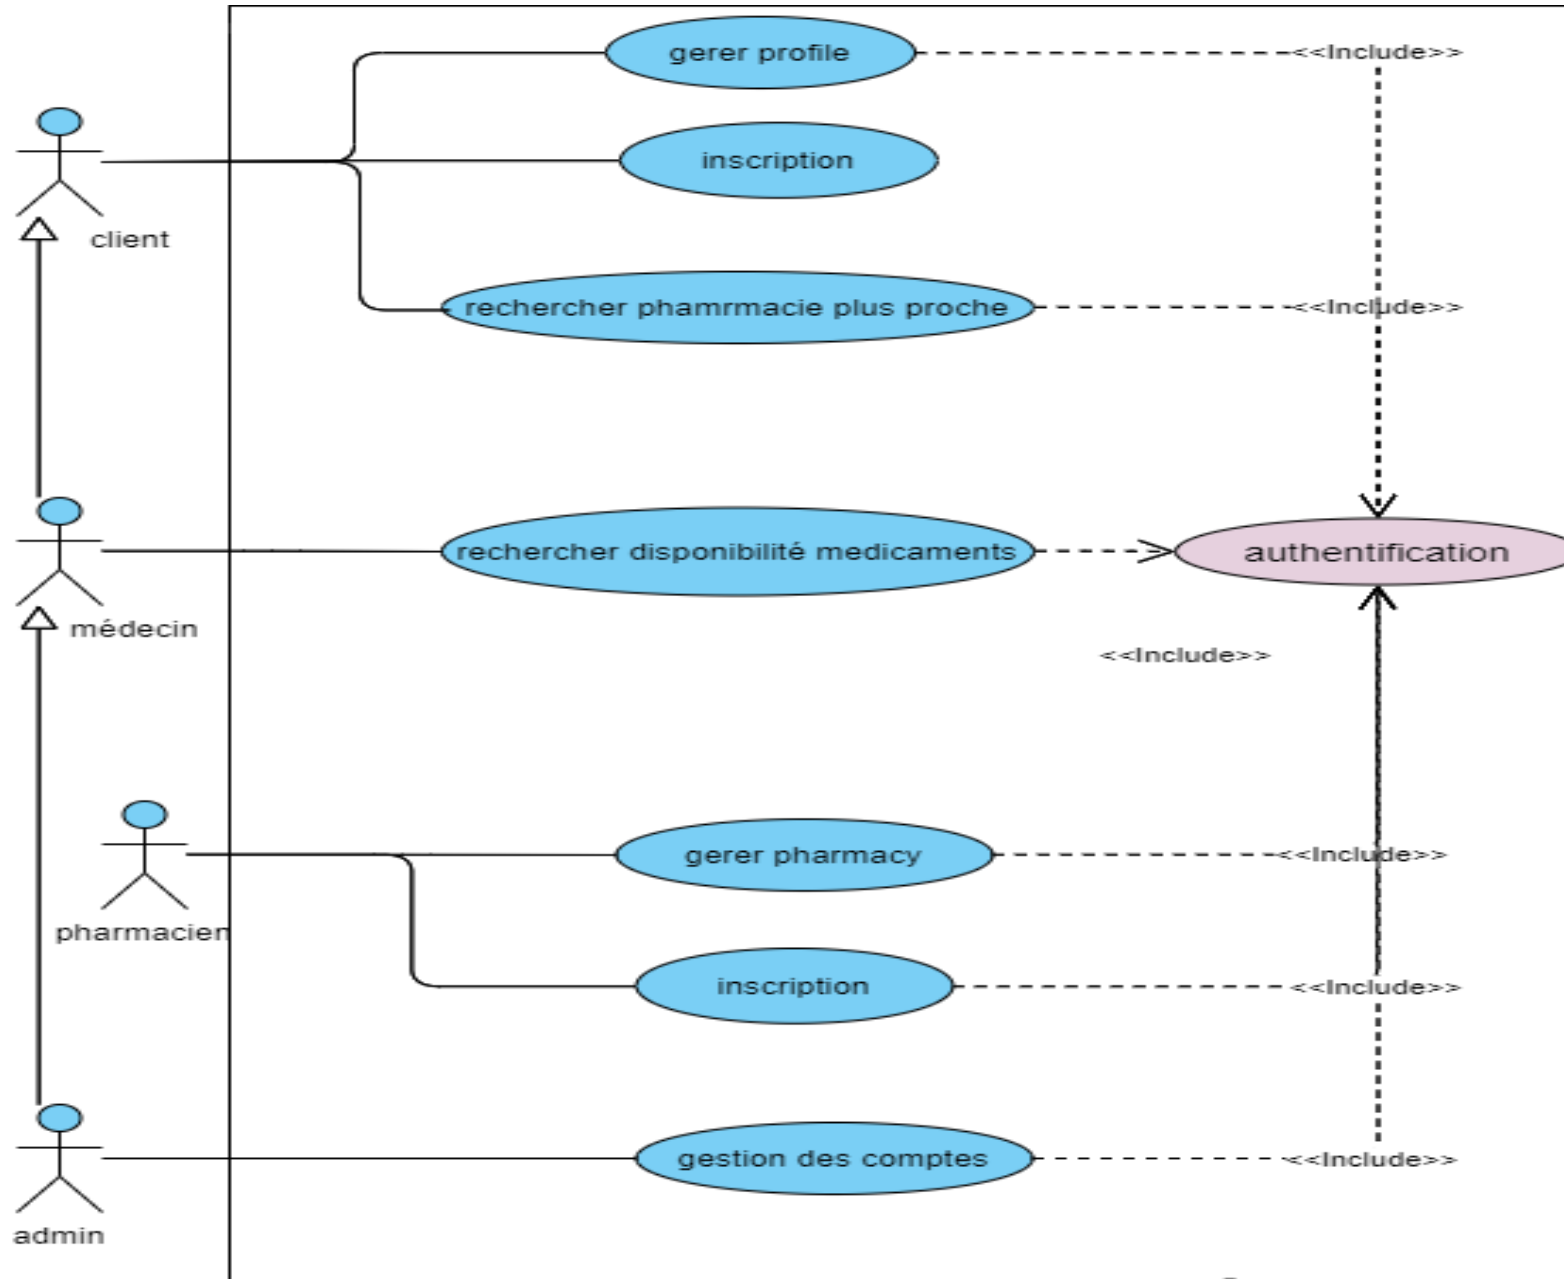 gerer profile
<<Include>>
inscription
client
rechercher phamrmacie plus proche
<<Include>>
rechercher disponibilité medicaments
authentification
médecin
<<Include>>
gerer pharmacy
<<Include>>
pharmacien
inscription
<<Include>>
gestion des comptes
<<Include>>
admin